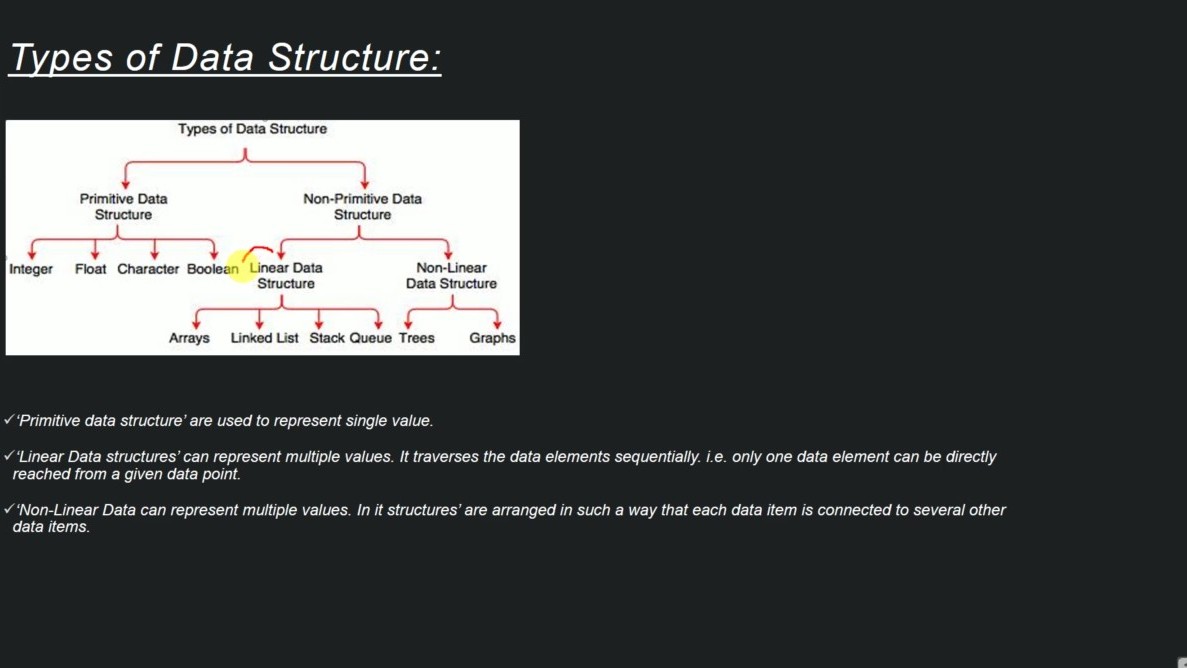 Types of Data Structure:
Types of Data Structure
Primitive Data
Structure
Non-Primitive Data
Structure
Integer Float Character Boolean
Linear Data
Structure
Non-Linear
Data Structure
Arrays Linked List Stack Queue Trees Graphs
✓‘Primitive data structure’ are used to represent single value.
✓‘Linear Data structures’ can represent multiple values. It traverses the data elements sequentially. i.e. only one data element can be directly
reached from a given data point.
✓‘Non-Linear Data can represent multiple values. In it structures’ are arranged in such a way that each data item is connected to several other
data items.